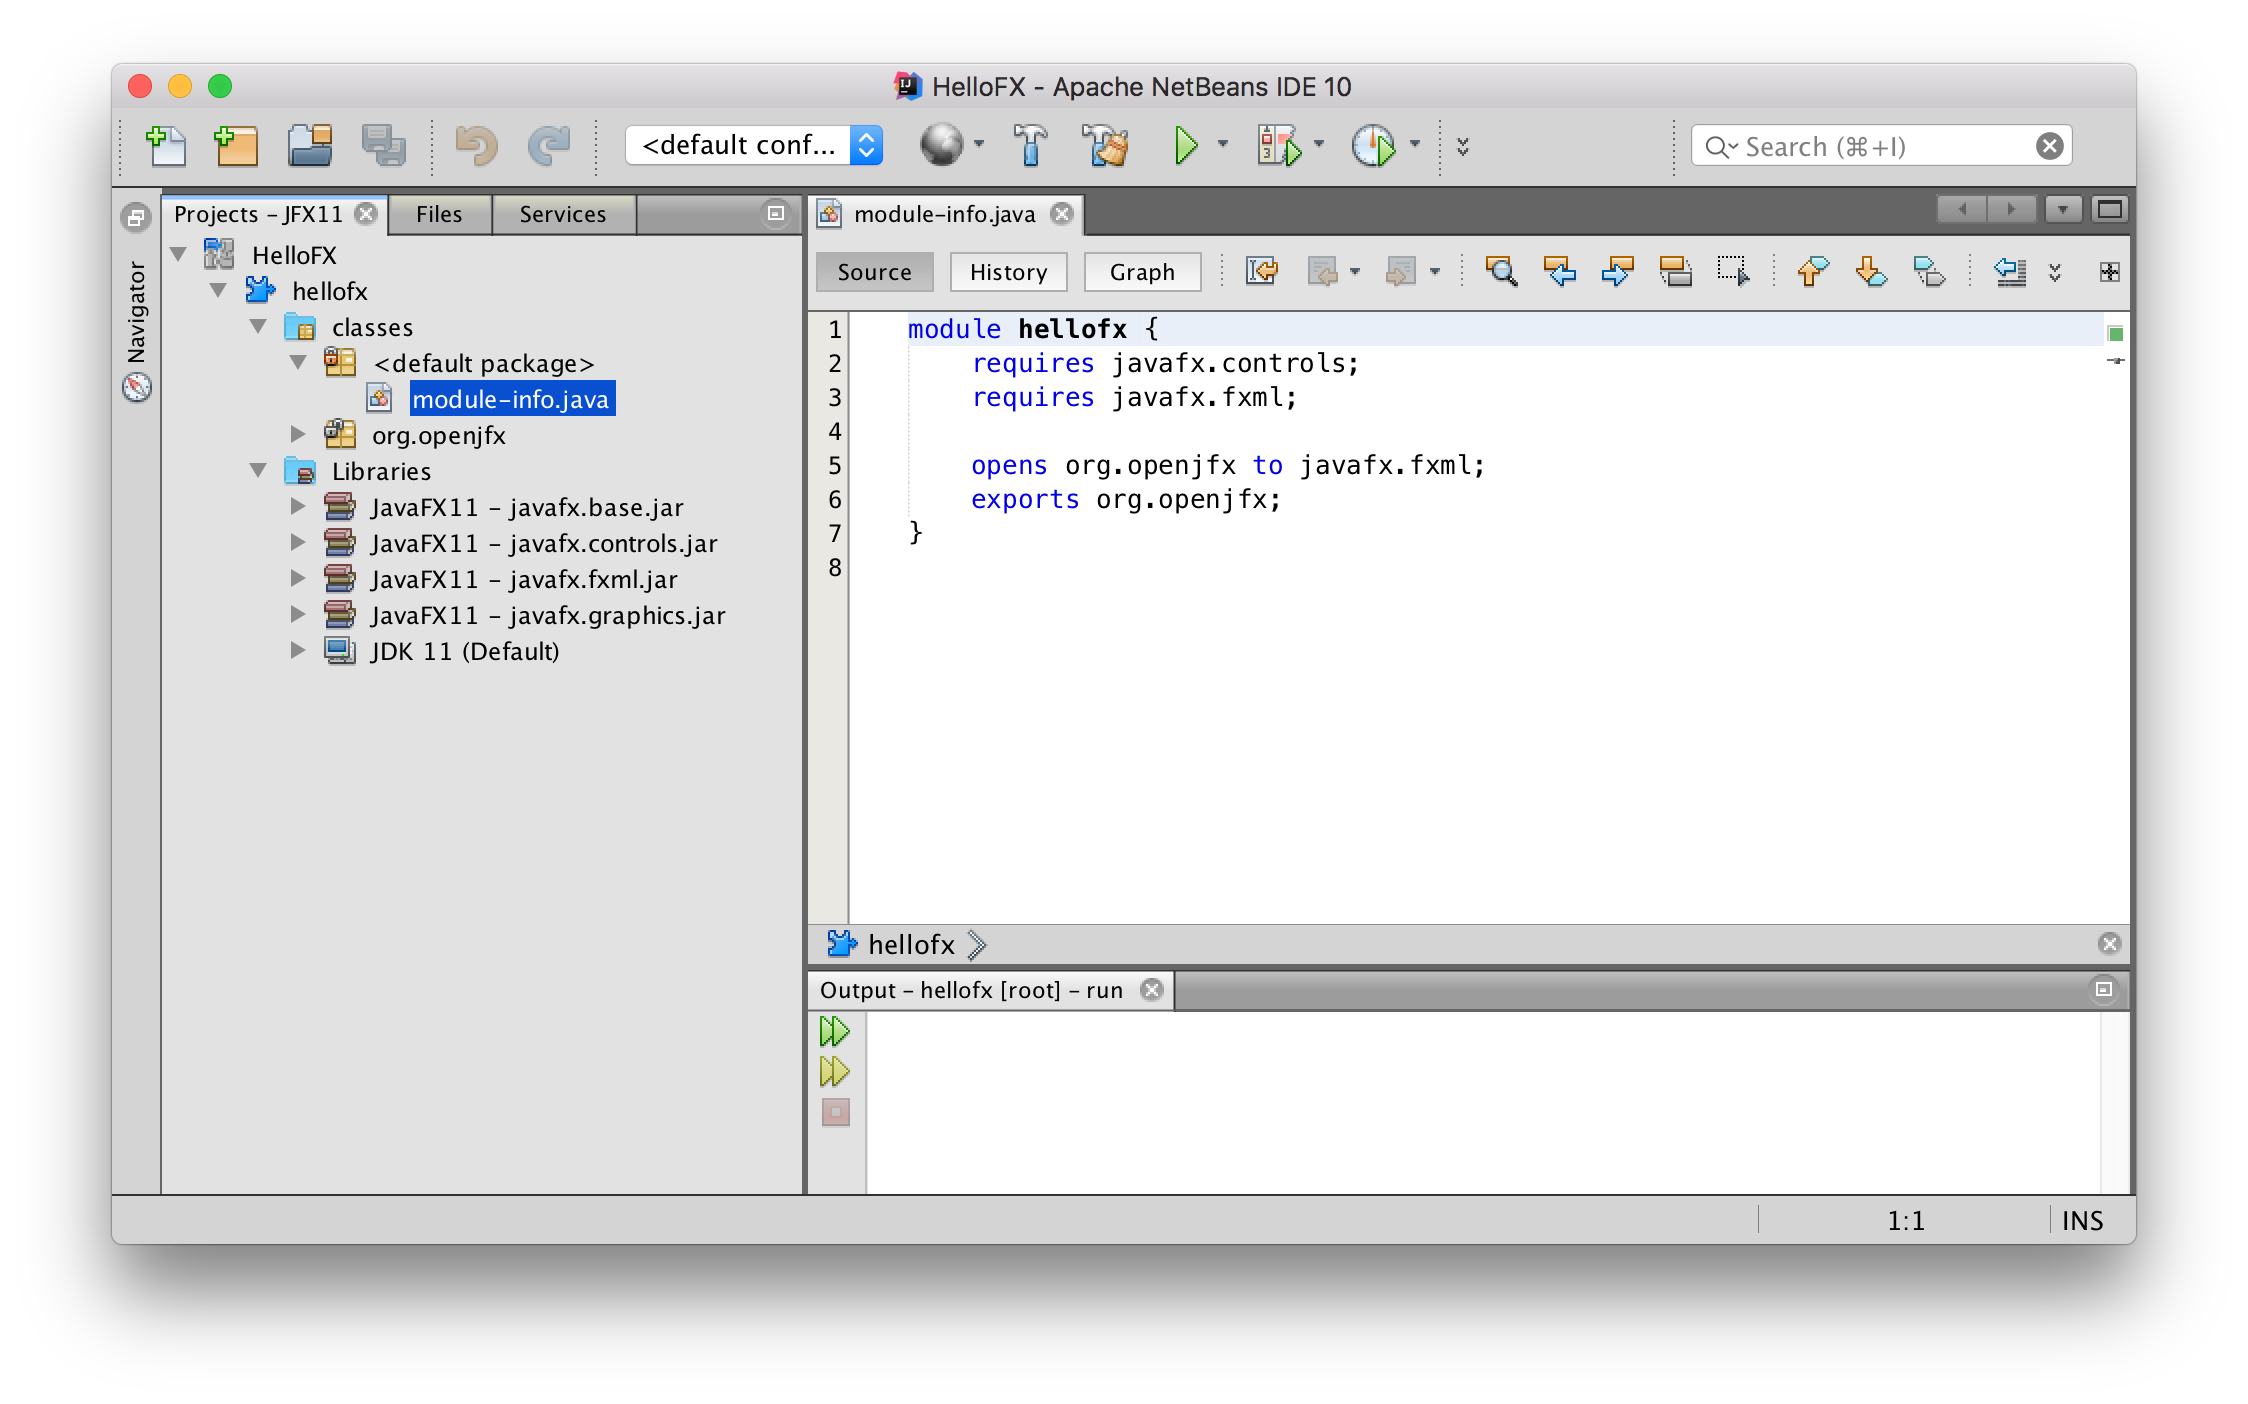 HelloFX - Apache NetBeans IDE 10
<default conf...
Search (⌘+I)
Projects – JFX11
Files
Services
Navigator
HelloFX
hellofx
classes
<default package>
module-info.java
org.openjfx
Libraries
JavaFX11 – javafx.base.jar
JavaFX11 – javafx.controls.jar
JavaFX11 – javafx.fxml.jar
JavaFX11 – javafx.graphics.jar
JDK 11 (Default)
module-info.java
Source
History
Graph
1 module hellofx {
2     requires javafx.controls;
3     requires javafx.fxml;
4
5     opens org.openjfx to javafx.fxml;
6     exports org.openjfx;
7 }
8
hellofx
Output – hellofx [root] – run
1:1
INS